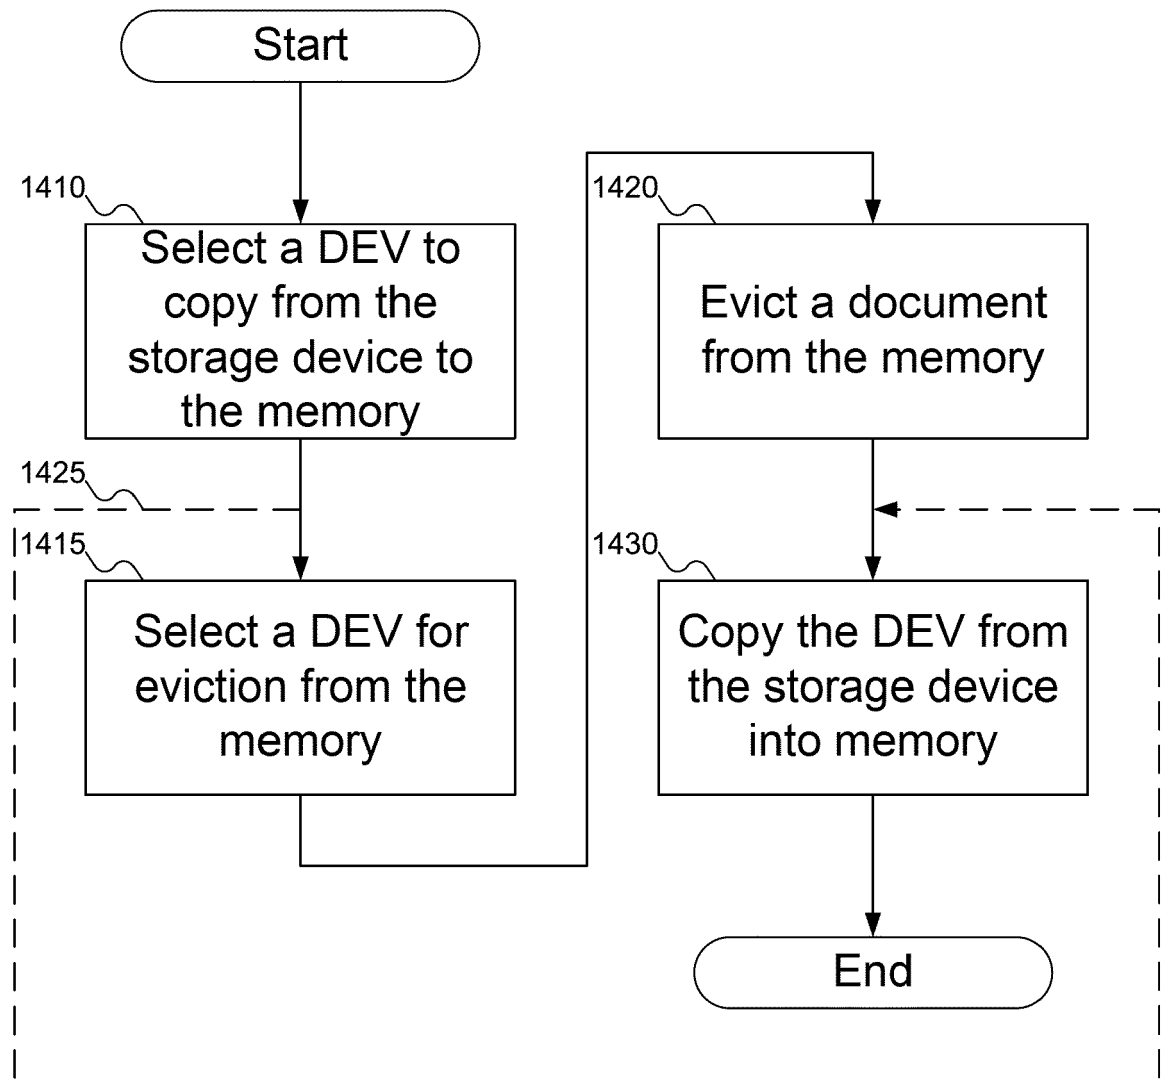 Start
1410
Select a DEV to
copy from the
storage device to
the memory
1425
1415
Select a DEV for
eviction from the
memory
1420
Evict a document
from the memory
1430
Copy the DEV from
the storage device
into memory
End